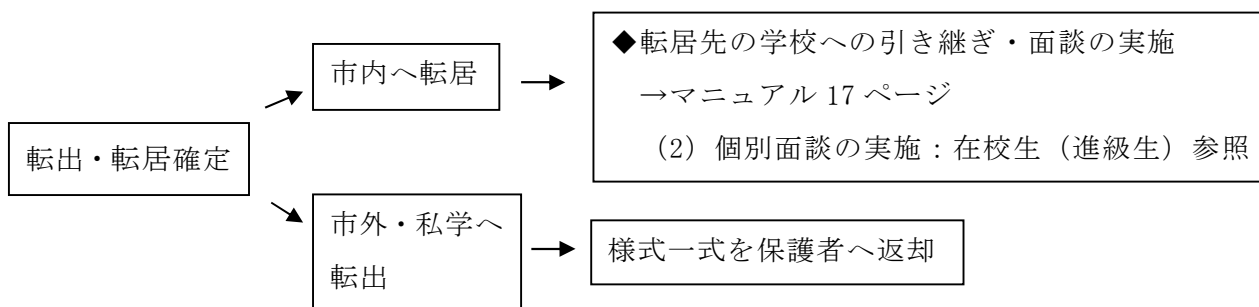 転出・転居確定
市内へ転居
◆転居先の学校への引き継ぎ・面談の実施
→マニュアル 17 ページ
（2）個別面談の実施：在校生（進級生）参照
市外・私学へ
転出
様式一式を保護者へ返却